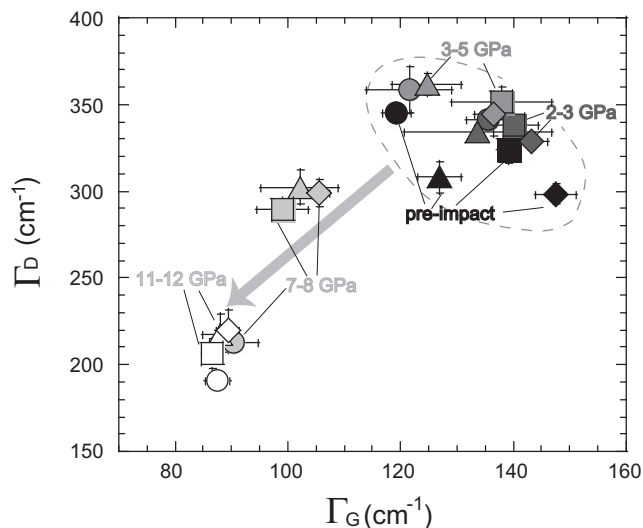 400
350
300
250
200
150
ΓD (cm-1)
3-5 GPa
2-3 GPa
pre-impact
11-12 GPa
7-8 GPa
80 100 120 140 160
ΓG (cm-1)